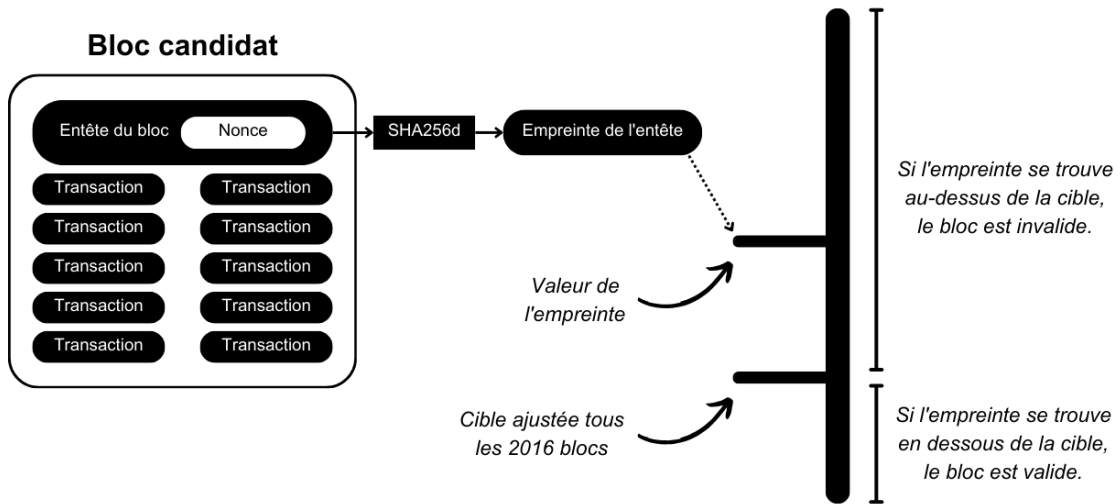 Bloc candidat
Entête du bloc
Nonce
SHA256d
Empreinte de l'entête
Transaction
Transaction
Transaction
Transaction
Transaction
Transaction
Transaction
Transaction
Transaction
Transaction
Valeur de
l'empreinte
Cible ajustée tous
les 2016 blocs
Si l'empreinte se trouve
au-dessus de la cible,
le bloc est invalide.
Si l'empreinte se trouve
en dessous de la cible,
le bloc est valide.